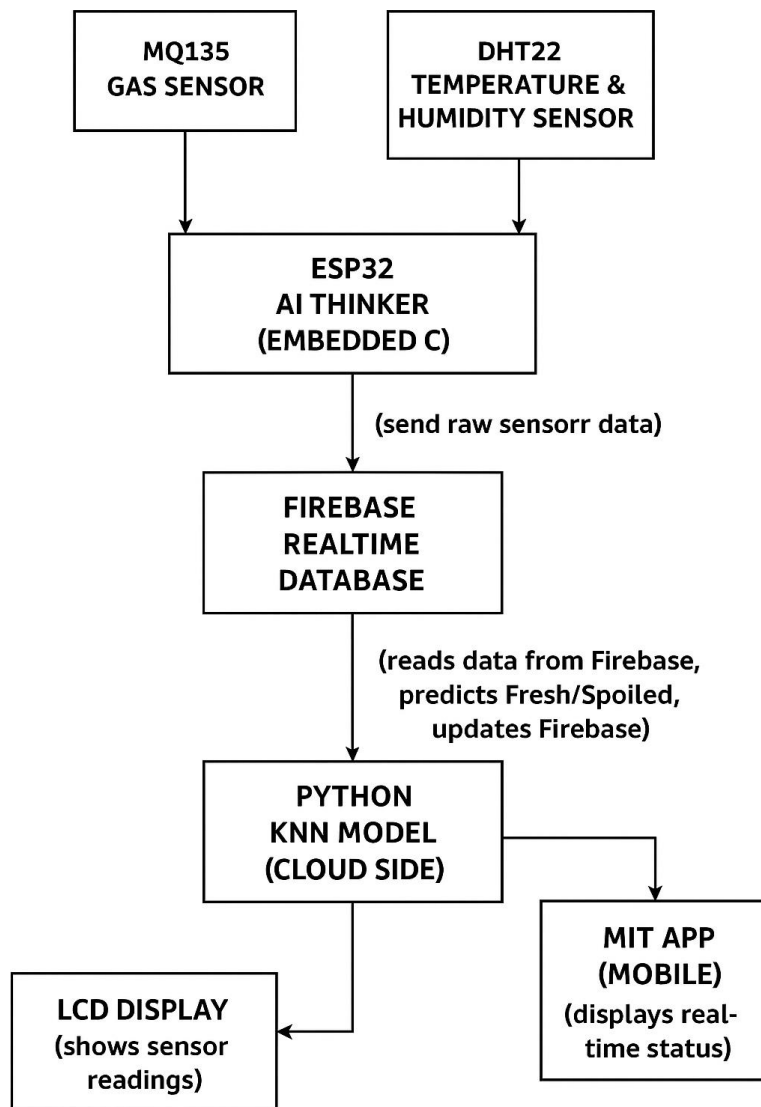 MQ135
GAS SENSOR
DHT22
TEMPERATURE &
HUMIDITY SENSOR
ESP32
AI THINKER
(EMBEDDED C)
(send raw sensorr data)
FIREBASE
REALTIME
DATABASE
(reads data from Firebase,
predicts Fresh/Spoiled,
updates Firebase)
PYTHON
KNN MODEL
(CLOUD SIDE)
MIT APP
(MOBILE)
(displays real-
time status)
LCD DISPLAY
(shows sensor
readings)